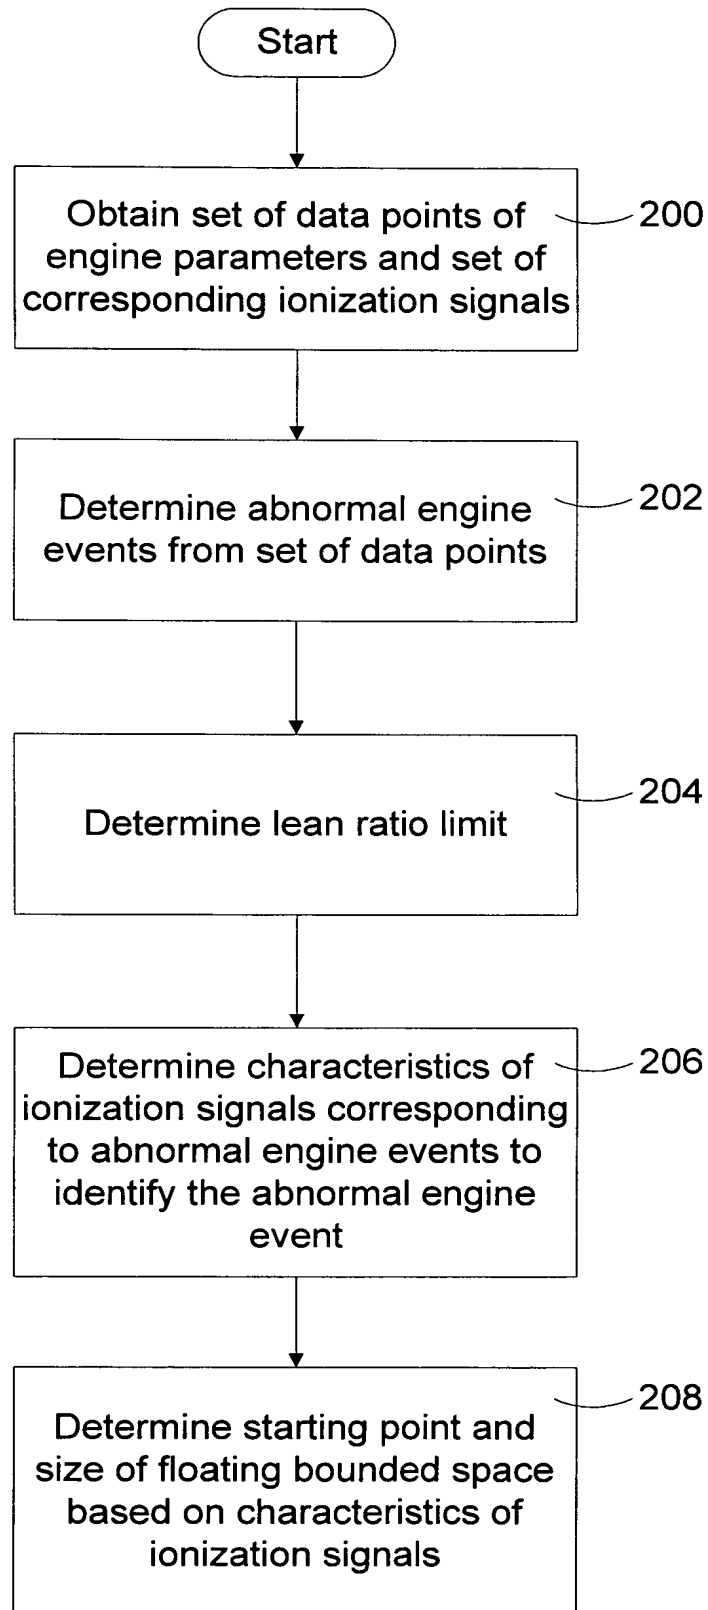 Start
Obtain set of data points of
engine parameters and set of
corresponding ionization signals
200
Determine abnormal engine
events from set of data points
202
Determine lean ratio limit
204
Determine characteristics of
ionization signals corresponding
to abnormal engine events to
identify the abnormal engine
event
206
Determine starting point and
size of floating bounded space
based on characteristics of
ionization signals
208